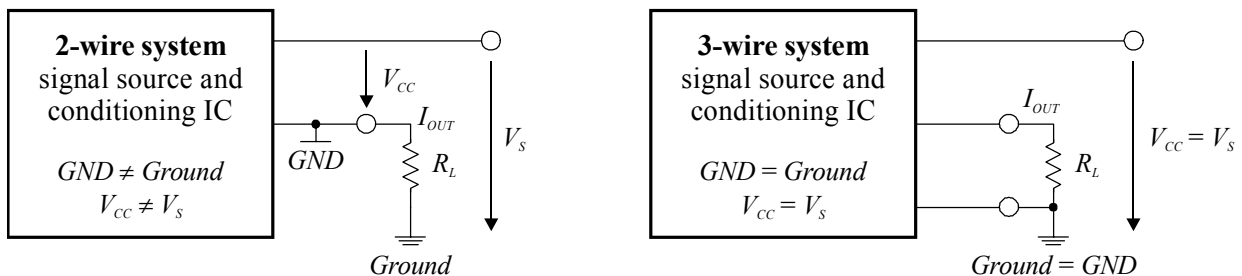 2-wire system
signal source and
conditioning IC
GND ≠ Ground
V_CC ≠ V_S
V_CC
I_OUT
GND
R_L
V_S
Ground
3-wire system
signal source and
conditioning IC
GND = Ground
V_CC = V_S
I_OUT
R_L
V_CC = V_S
Ground = GND